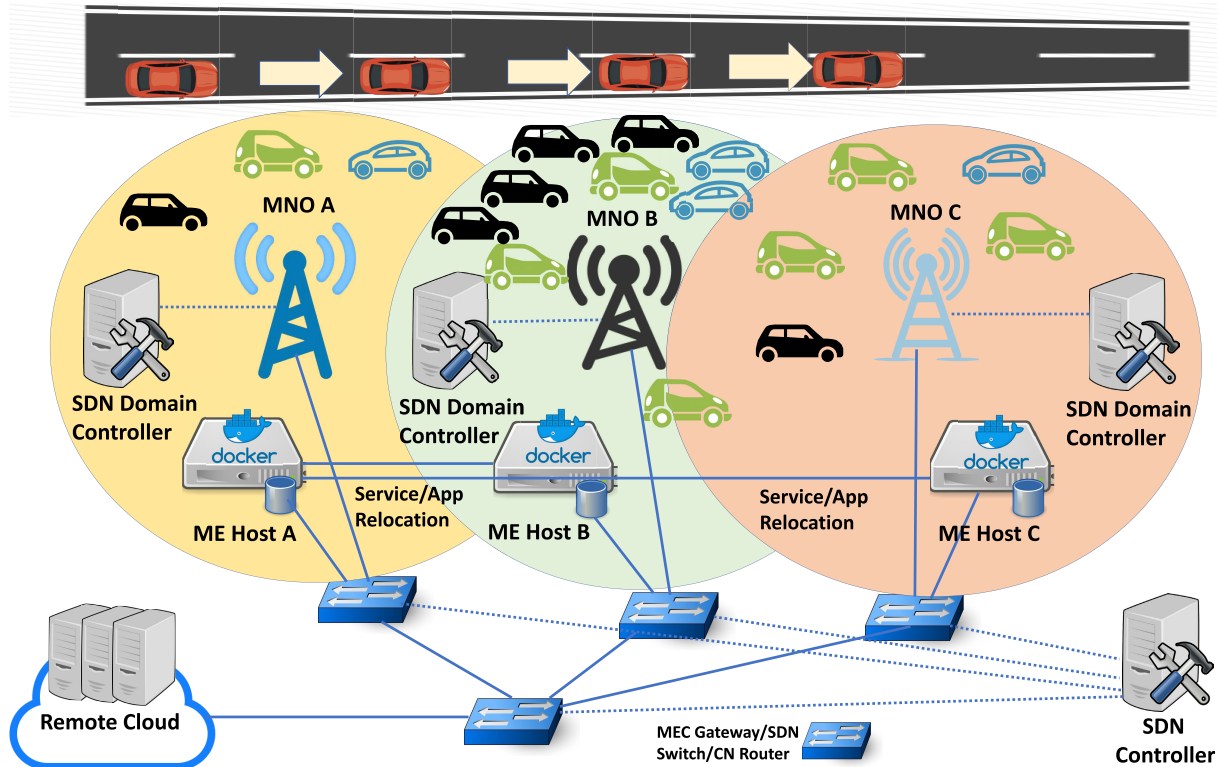 MNO A
MNO B
MNO C
SDN Domain
Controller
SDN Domain
Controller
SDN Domain
Controller
docker
docker
docker
Service/App
Relocation
Service/App
Relocation
ME Host A
ME Host B
ME Host C
Remote Cloud
MEC Gateway/SDN
Switch/CN Router
SDN
Controller